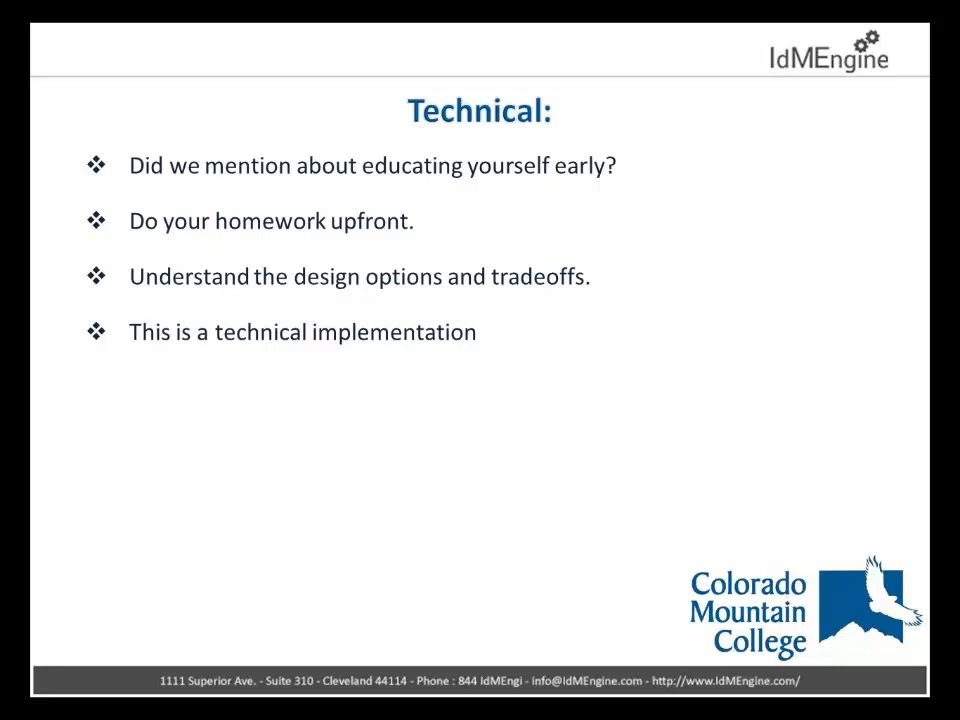 IdMEngine
Technical:
Did we mention about educating yourself early?
Do your homework upfront.
Understand the design options and tradeoffs.
This is a technical implementation
Colorado
Mountain
College
1111 Superior Ave. - Suite 310 - Cleveland 44114 - Phone : 844 IdMEngi - info@IdMEngine.com - http://www.IdMEngine.com/